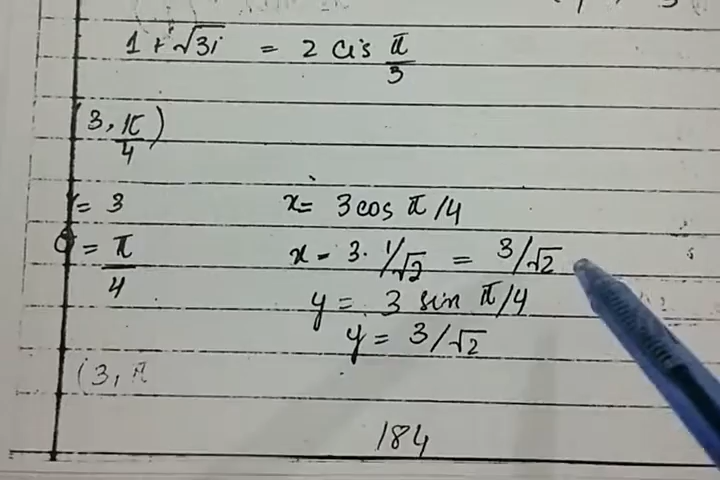 1 + √3i = 2 cis π/3
(3, π/4)
r = 3 x = 3 cos π/4
θ = π/4 x = 3 · 1/√2 = 3/√2
y = 3 sin π/4
y = 3/√2
(3, π
184